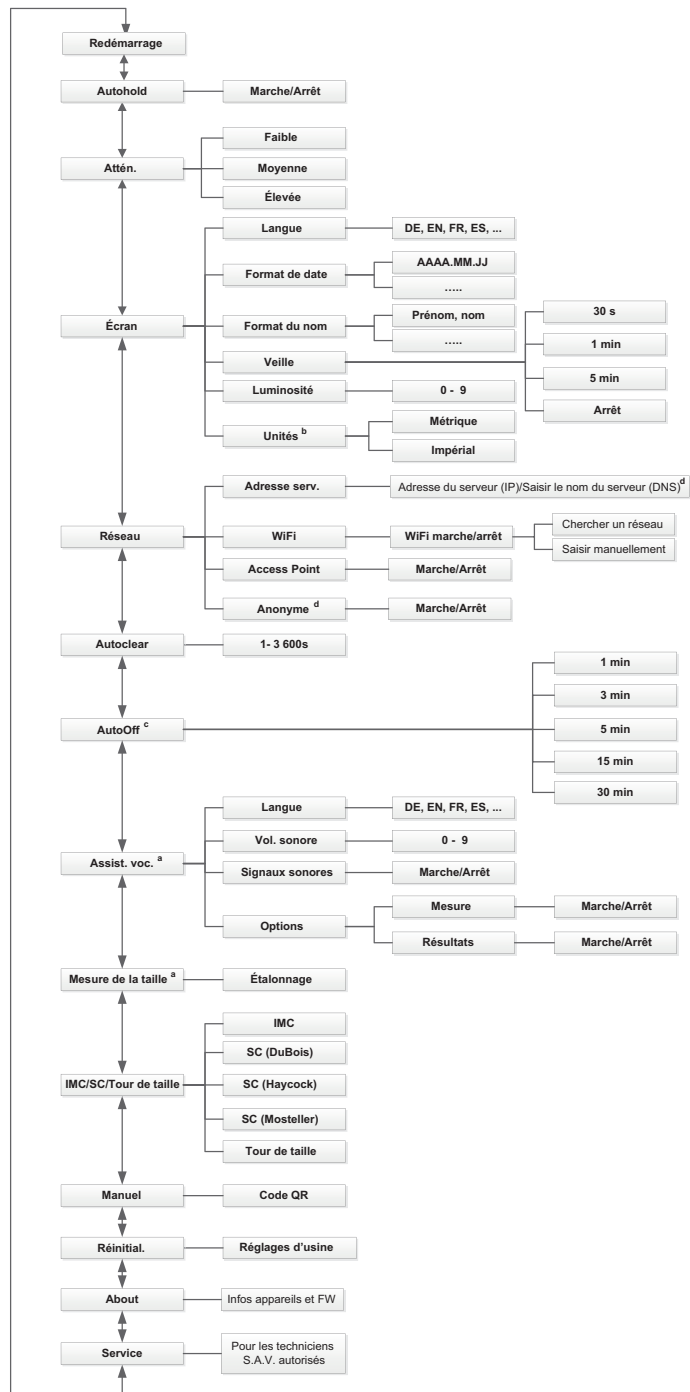 Redémarrage
Autohold
Marche/Arrêt
Attén.
Faible
Moyenne
Élevée
Écran
Langue
DE, EN, FR, ES, ...
Format de date
AAAA.MM.JJ
.....
Format du nom
Prénom, nom
.....
Veille
30 s
1 min
5 min
Arrêt
Luminosité
0 - 9
Unités b
Métrique
Impérial
Réseau
Adresse serv.
Adresse du serveur (IP)/Saisir le nom du serveur (DNS) d
WiFi
WiFi marche/arrêt
Chercher un réseau
Saisir manuellement
Access Point
Marche/Arrêt
Anonyme d
Marche/Arrêt
Autoclear
1- 3 600s
AutoOff c
1 min
3 min
5 min
15 min
30 min
Assist. voc. a
Langue
DE, EN, FR, ES, ...
Vol. sonore
0 - 9
Signaux sonores
Marche/Arrêt
Options
Mesure
Marche/Arrêt
Résultats
Marche/Arrêt
Mesure de la taille a
Étalonnage
IMC/SC/Tour de taille
IMC
SC (DuBois)
SC (Haycock)
SC (Mosteller)
Tour de taille
Manuel
Code QR
Réinitial.
Réglages d'usine
About
Infos appareils et FW
Service
Pour les techniciens
S.A.V. autorisés